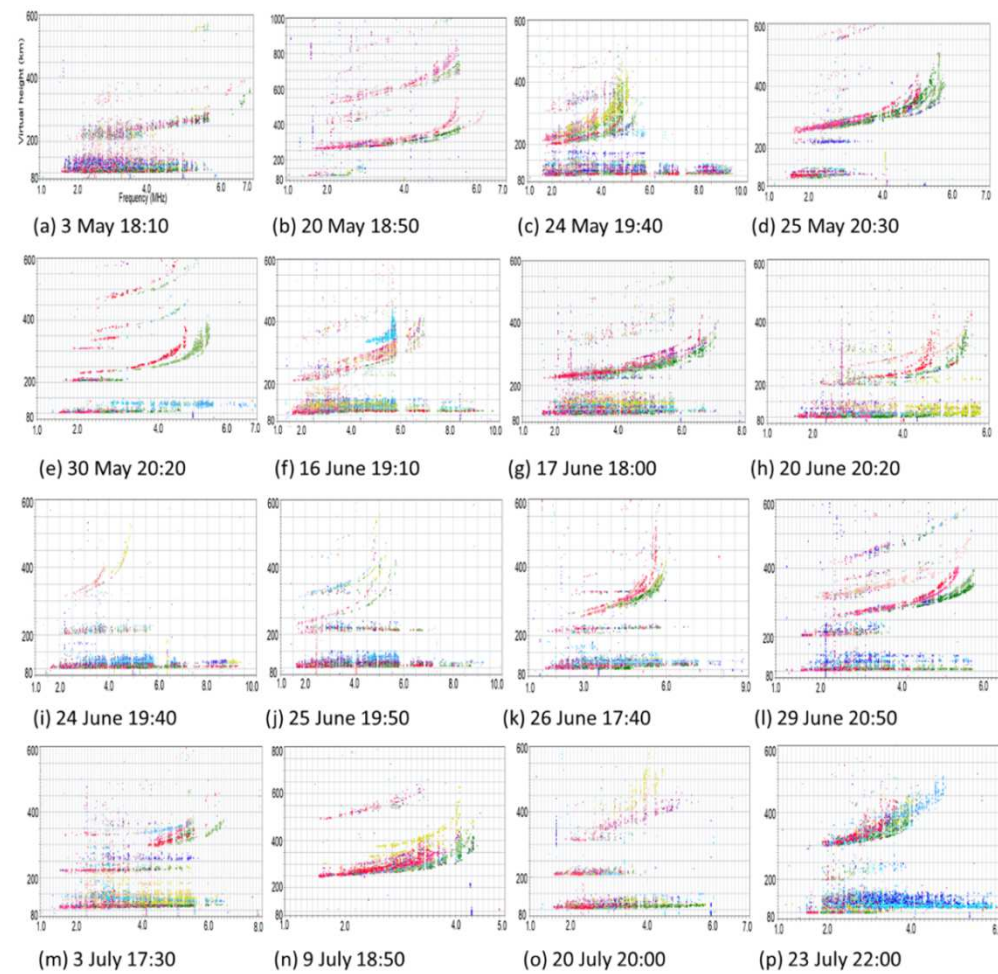 600 1000 600 600
Virtual height (km)
800
400 400 400
600
400
200 200 200
300
80 100 80 80
1.0 4.0 6.0 7.0 1.0 4.0 6.0 7.0 1.0 2.0 4.0 6.0 10.0 1.0 2.0 4.0 6.0 7.0
Frequency (MHz)
(a) 3 May 18:10 (b) 20 May 18:50 (c) 24 May 19:40 (d) 25 May 20:30
600 600 600 600
400 400 400 400
200 200 200 200
80 80 80 80
1.0 2.0 4.0 6.0 7.0 1.0 2.0 4.0 6.0 10.0 1.0 2.0 4.0 6.0 8.0 1.0 2.0 4.0 6.0
(e) 30 May 20:20 (f) 16 June 19:10 (g) 17 June 18:00 (h) 20 June 20:20
600 600 600 600
400 400 400 400
200 200 200 200
80 80 80 80
1.0 2.0 4.0 6.0 8.0 10.0 1.0 2.0 4.0 6.0 8.0 10.0 1.0 3.0 5.0 6.0 9.0 1.0 2.0 4.0 6.0
(i) 24 June 19:40 (j) 25 June 19:50 (k) 26 June 17:40 (l) 29 June 20:50
600 800 600 600
600
400 400 400
400
200 200 200 200
80 80 80 80
1.0 2.0 4.0 6.0 8.0 1.0 2.0 4.0 5.0 1.0 2.0 4.0 6.0 7.0 1.0 2.0 4.0
(m) 3 July 17:30 (n) 9 July 18:50 (o) 20 July 20:00 (p) 23 July 22:00